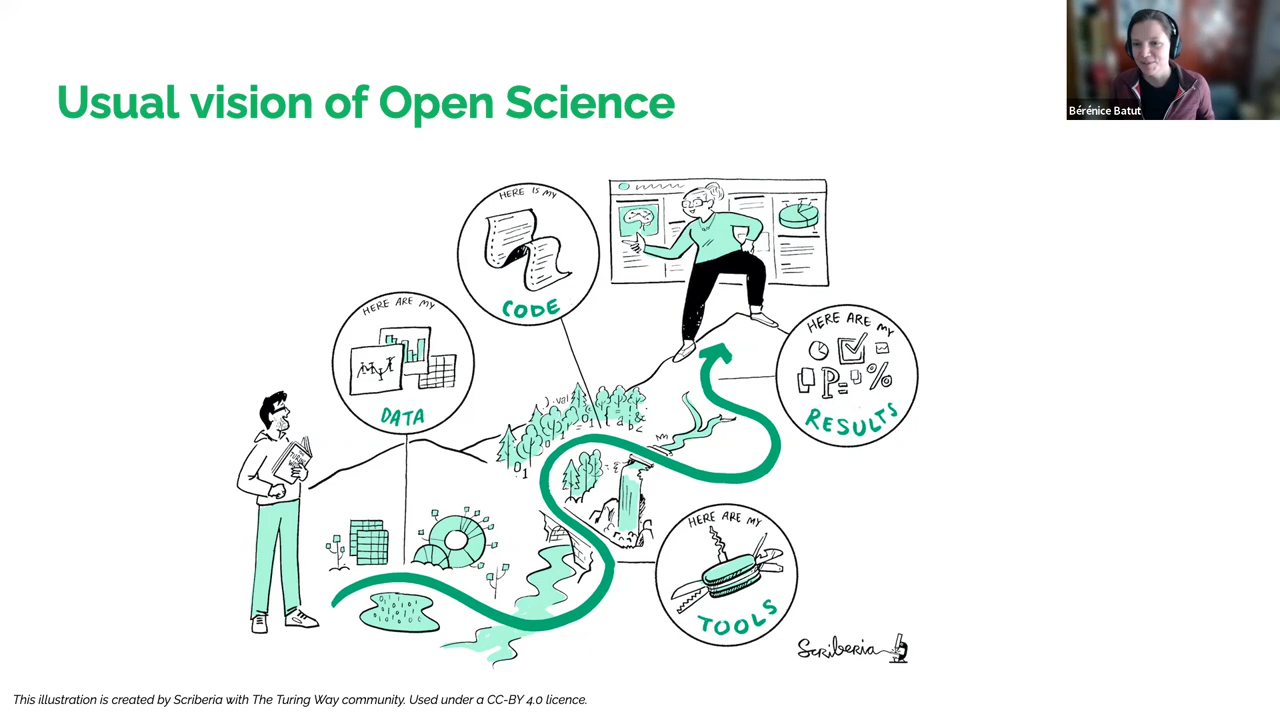 Usual vision of Open Science
Bérénice Batut
HERE IS MY
CODE
HERE ARE MY
DATA
HERE ARE MY
P= %
RESULTS
HERE ARE MY
TOOLS
Scriberia
This illustration is created by Scriberia with The Turing Way community. Used under a CC-BY 4.0 licence.